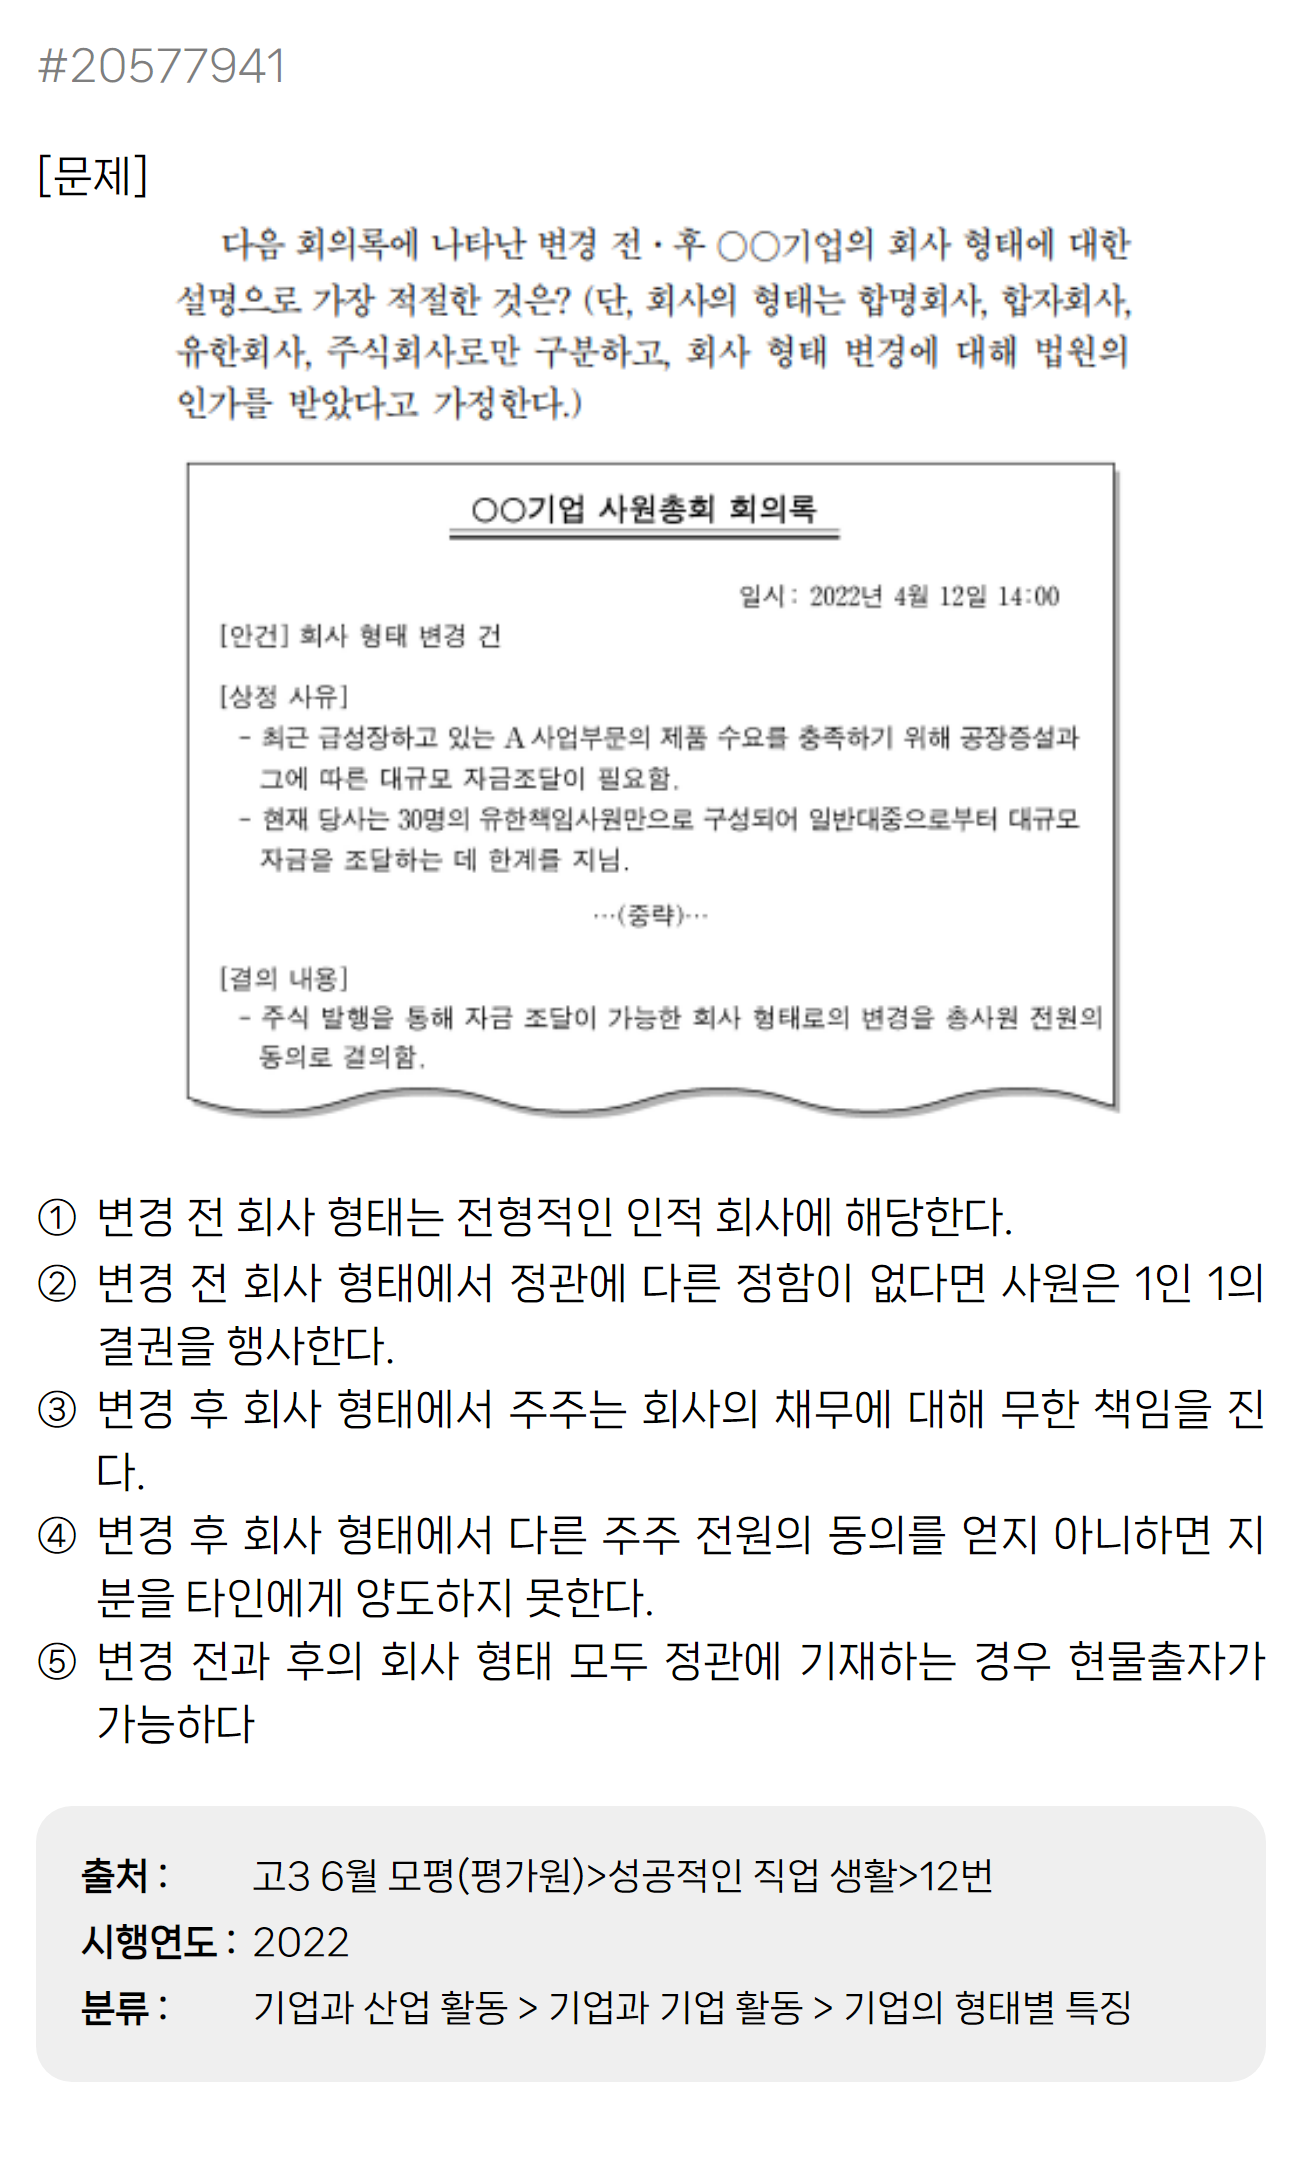 #20577941
[문제]
다음 회의록에 나타난 변경 전・후 ○○기업의 회사 형태에 대한
설명으로 가장 적절한 것은? (단, 회사의 형태는 합명회사, 합자회사,
유한회사, 주식회사로만 구분하고, 회사 형태 변경에 대해 법원의
인가를 받았다고 가정한다.)
○○기업 사원총회 회의록
일시 : 2022년 4월 12일 14:00
[안건] 회사 형태 변경 건
[상정 사유]
- 최근 급성장하고 있는 A 사업부문의 제품 수요를 충족하기 위해 공장증설과
그에 따른 대규모 자금조달이 필요함.
- 현재 당사는 30명의 유한책임사원만으로 구성되어 일반대중으로부터 대규모
자금을 조달하는 데 한계를 지님.
…(중략)…
[결의 내용]
- 주식 발행을 통해 자금 조달이 가능한 회사 형태로의 변경을 총사원 전원의
동의로 결의함.
① 변경 전 회사 형태는 전형적인 인적 회사에 해당한다.
② 변경 전 회사 형태에서 정관에 다른 정함이 없다면 사원은 1인 1의
결권을 행사한다.
③ 변경 후 회사 형태에서 주주는 회사의 채무에 대해 무한 책임을 진
다.
④ 변경 후 회사 형태에서 다른 주주 전원의 동의를 얻지 아니하면 지
분을 타인에게 양도하지 못한다.
⑤ 변경 전과 후의 회사 형태 모두 정관에 기재하는 경우 현물출자가
가능하다
출처 : 고3 6월 모평(평가원)>성공적인 직업 생활>12번
시행연도 : 2022
분류 : 기업과 산업 활동 > 기업과 기업 활동 > 기업의 형태별 특징